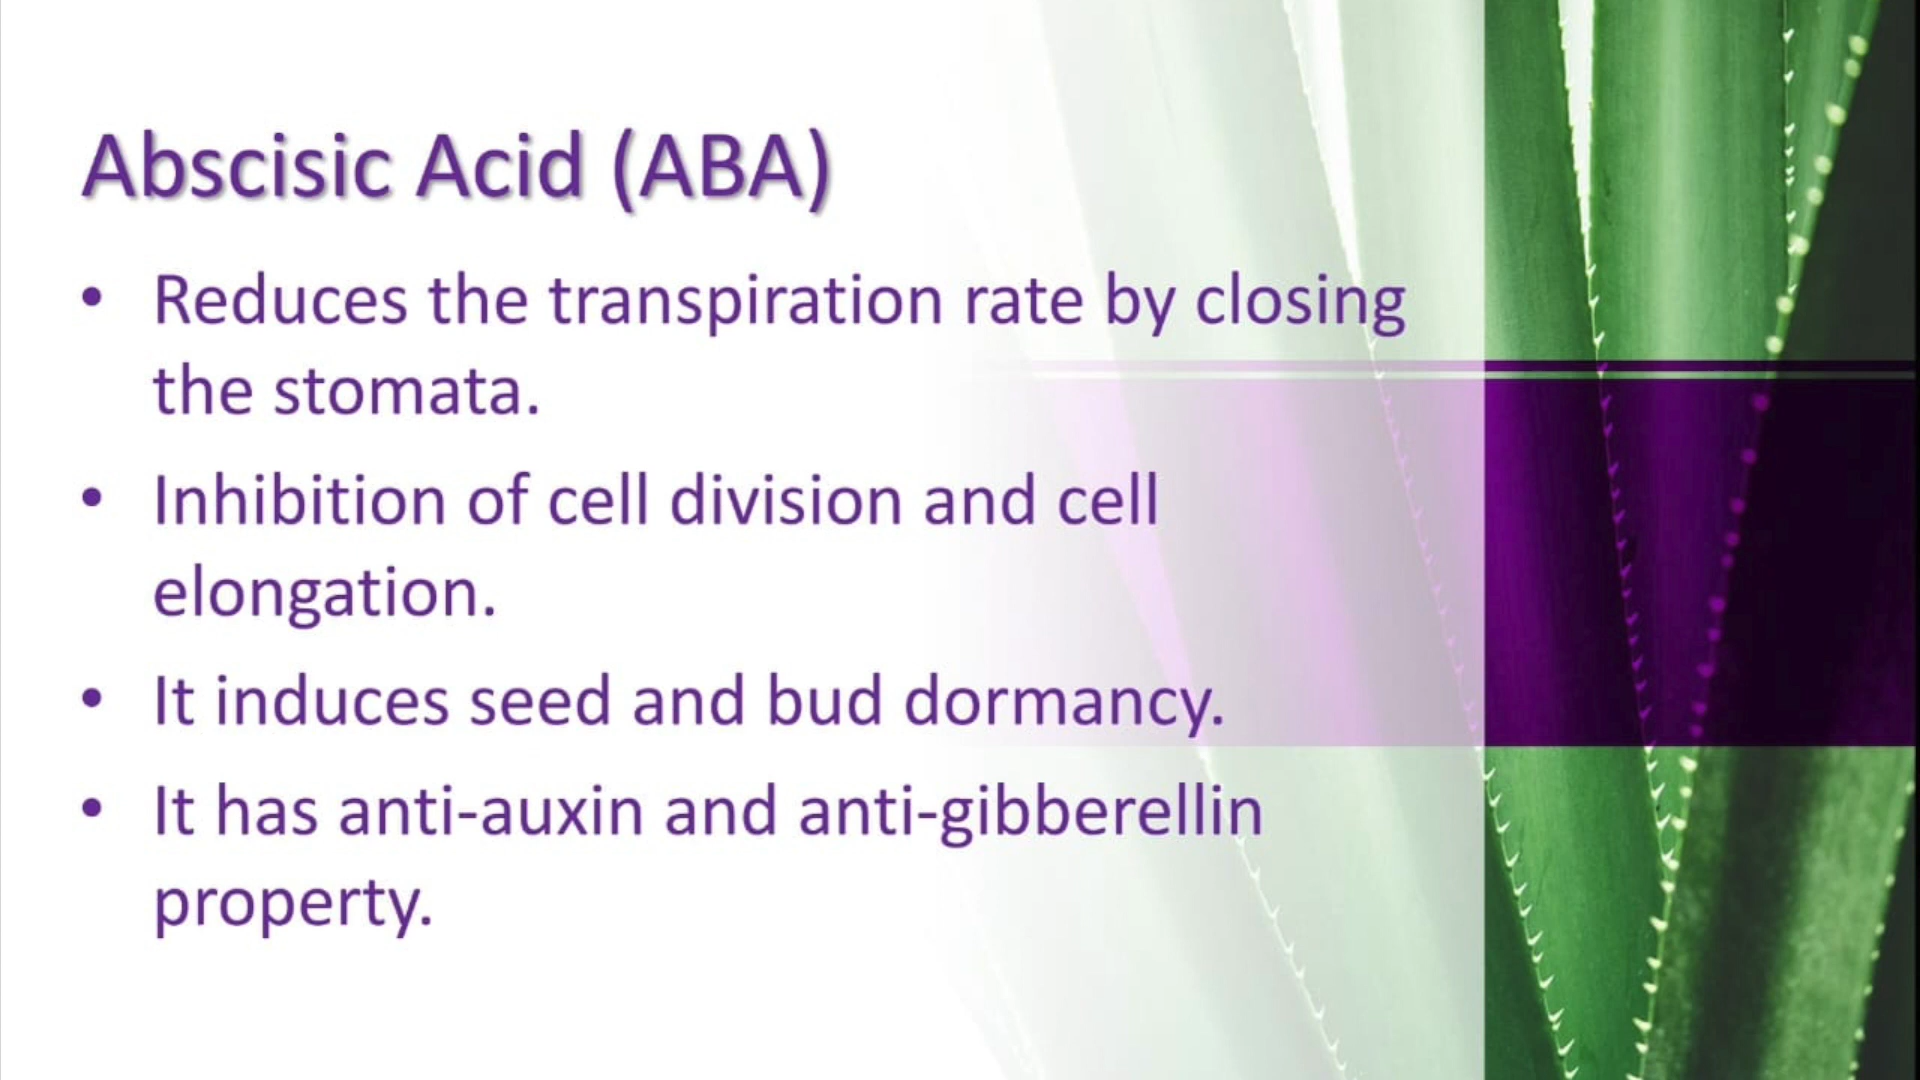 Abscisic Acid (ABA)
• Reduces the transpiration rate by closing
the stomata.
• Inhibition of cell division and cell
elongation.
• It induces seed and bud dormancy.
• It has anti-auxin and anti-gibberellin
property.